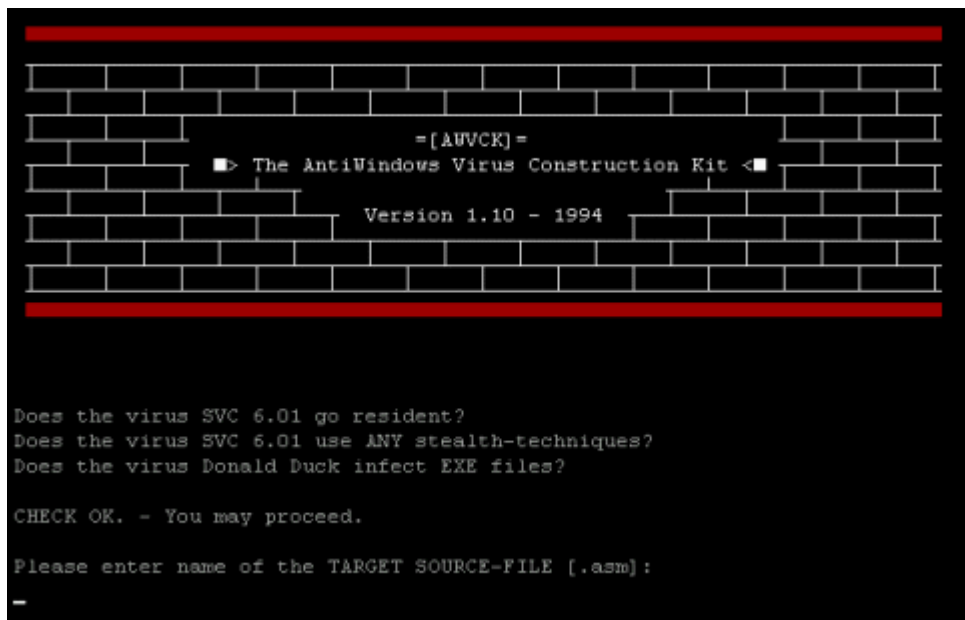 =[AWVCK]=
■> The AntiWindows Virus Construction Kit <■
Version 1.10 - 1994
Does the virus SVC 6.01 go resident?
Does the virus SVC 6.01 use ANY stealth-techniques?
Does the virus Donald Duck infect EXE files?
CHECK OK. - You may proceed.
Please enter name of the TARGET SOURCE-FILE [.asm]: